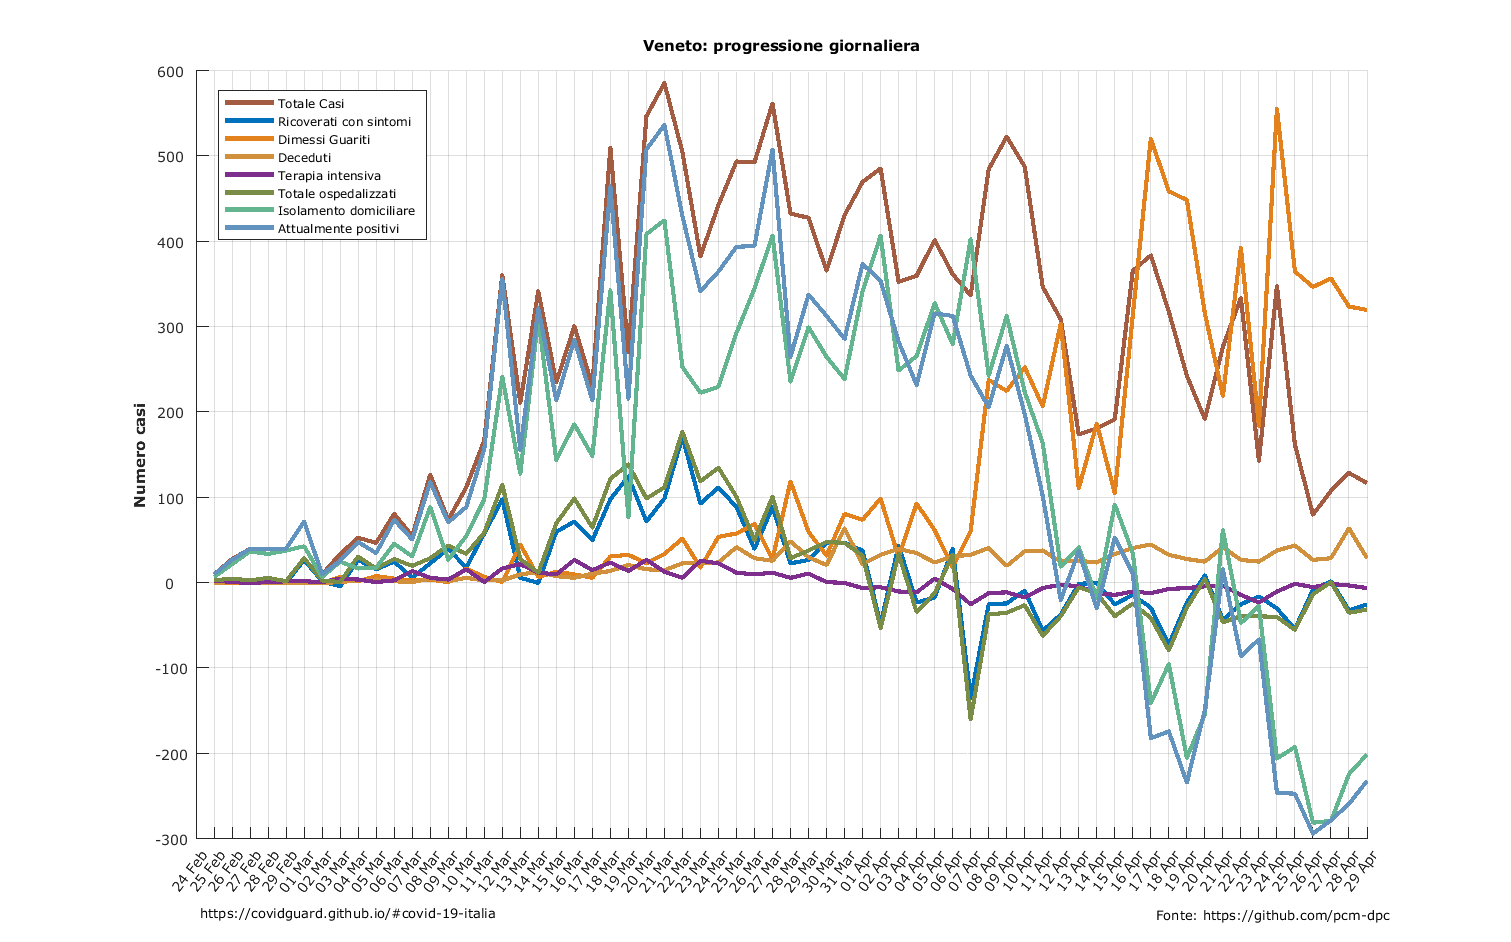 Veneto: progressione giornaliera
600
500
400
300
200
100
0
-100
-200
-300
Numero casi
Totale Casi
Ricoverati con sintomi
Dimessi Guariti
Deceduti
Terapia intensiva
Totale ospedalizzati
Isolamento domiciliare
Attualmente positivi
24 Feb
25 Feb
26 Feb
27 Feb
28 Feb
29 Feb
01 Mar
02 Mar
03 Mar
04 Mar
05 Mar
06 Mar
07 Mar
08 Mar
09 Mar
10 Mar
11 Mar
12 Mar
13 Mar
14 Mar
15 Mar
16 Mar
17 Mar
18 Mar
19 Mar
20 Mar
21 Mar
22 Mar
23 Mar
24 Mar
25 Mar
26 Mar
27 Mar
28 Mar
29 Mar
30 Mar
31 Mar
01 Apr
02 Apr
03 Apr
04 Apr
05 Apr
06 Apr
07 Apr
08 Apr
09 Apr
10 Apr
11 Apr
12 Apr
13 Apr
14 Apr
15 Apr
16 Apr
17 Apr
18 Apr
19 Apr
20 Apr
21 Apr
22 Apr
23 Apr
24 Apr
25 Apr
26 Apr
27 Apr
28 Apr
29 Apr
https://covidguard.github.io/#covid-19-italia
Fonte: https://github.com/pcm-dpc